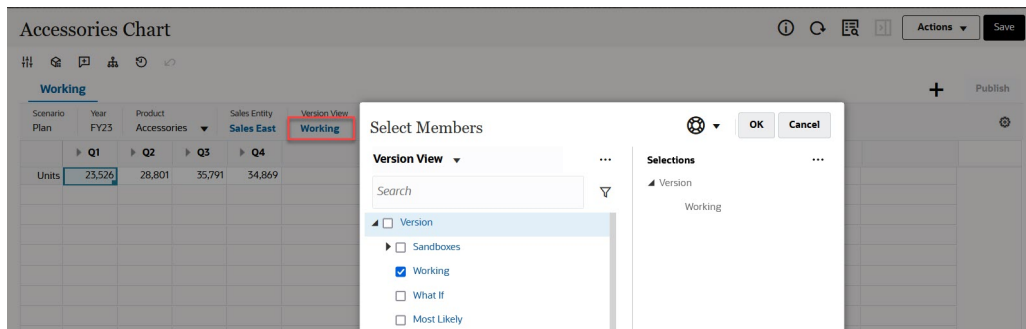 Accessories Chart
Actions
Save
Working
Publish
Scenario Year Product Sales Entity Version View
Plan FY23 Accessories Sales East Working
Q1 Q2 Q3 Q4
Units 23,526 28,801 35,791 34,869
Select Members
OK Cancel
Version View
Selections
Search
Version
Working
Version
Sandboxes
Working
What If
Most Likely